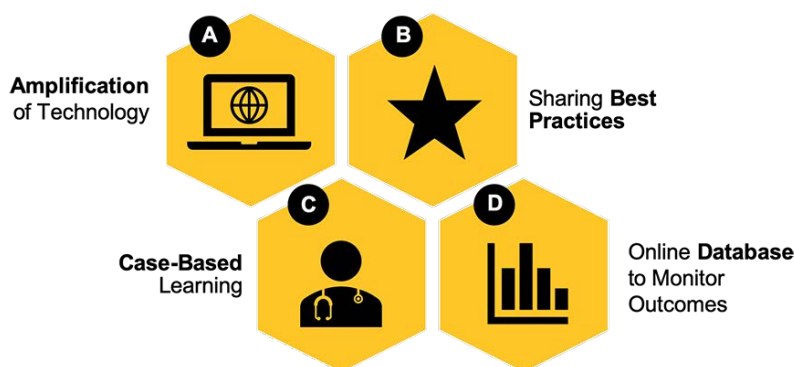 A
Amplification
of Technology
B
Sharing Best
Practices
C
Case-Based
Learning
D
Online Database
to Monitor
Outcomes